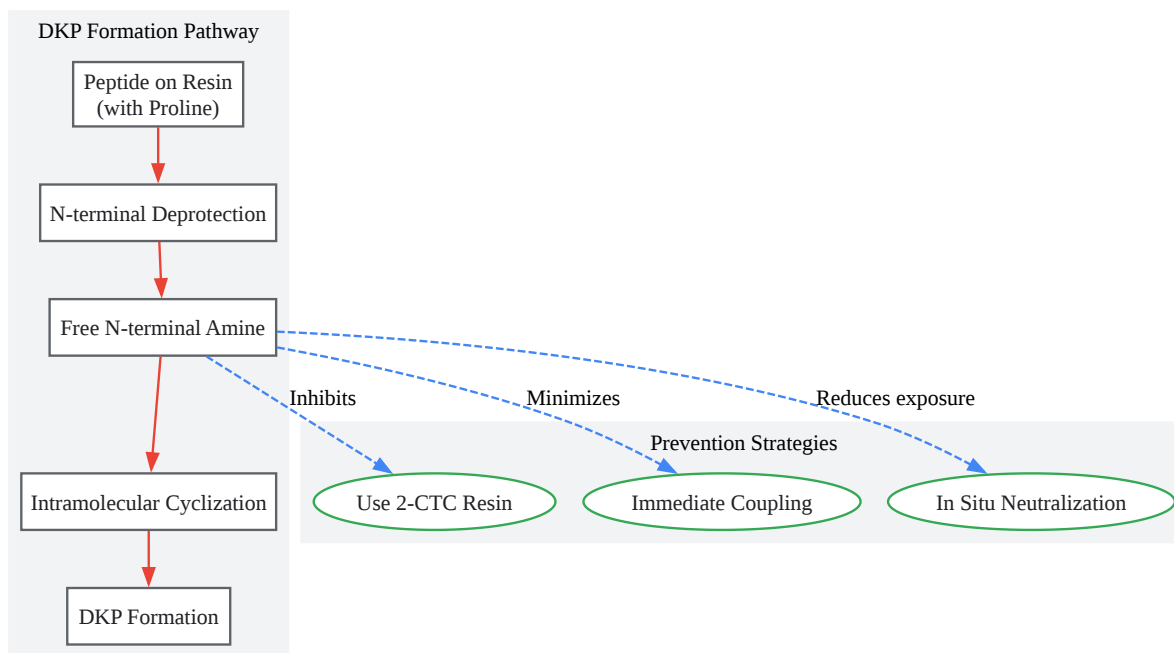 DKP Formation Pathway
Peptide on Resin
(with Proline)
N-terminal Deprotection
Free N-terminal Amine
Inhibits
Minimizes
Reduces exposure
Prevention Strategies
Intramolecular Cyclization
Use 2-CTC Resin
Immediate Coupling
In Situ Neutralization
DKP Formation